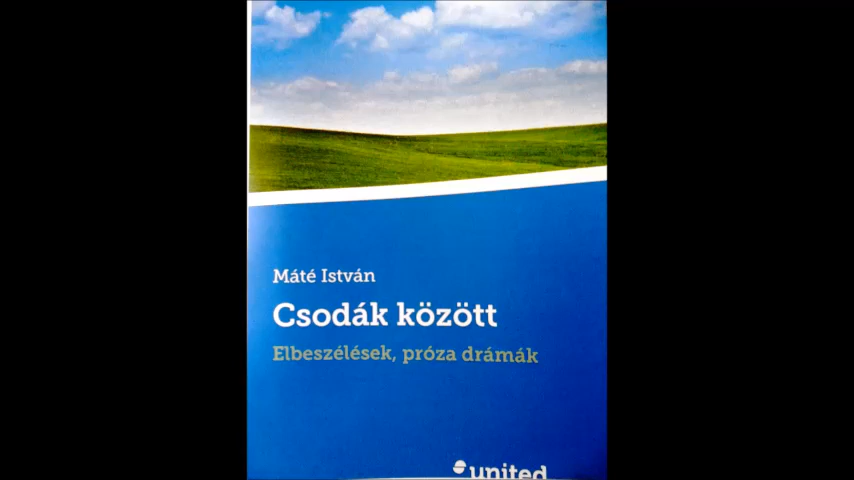 Máté István
Csodák között
Elbeszélések, próza drámák
united